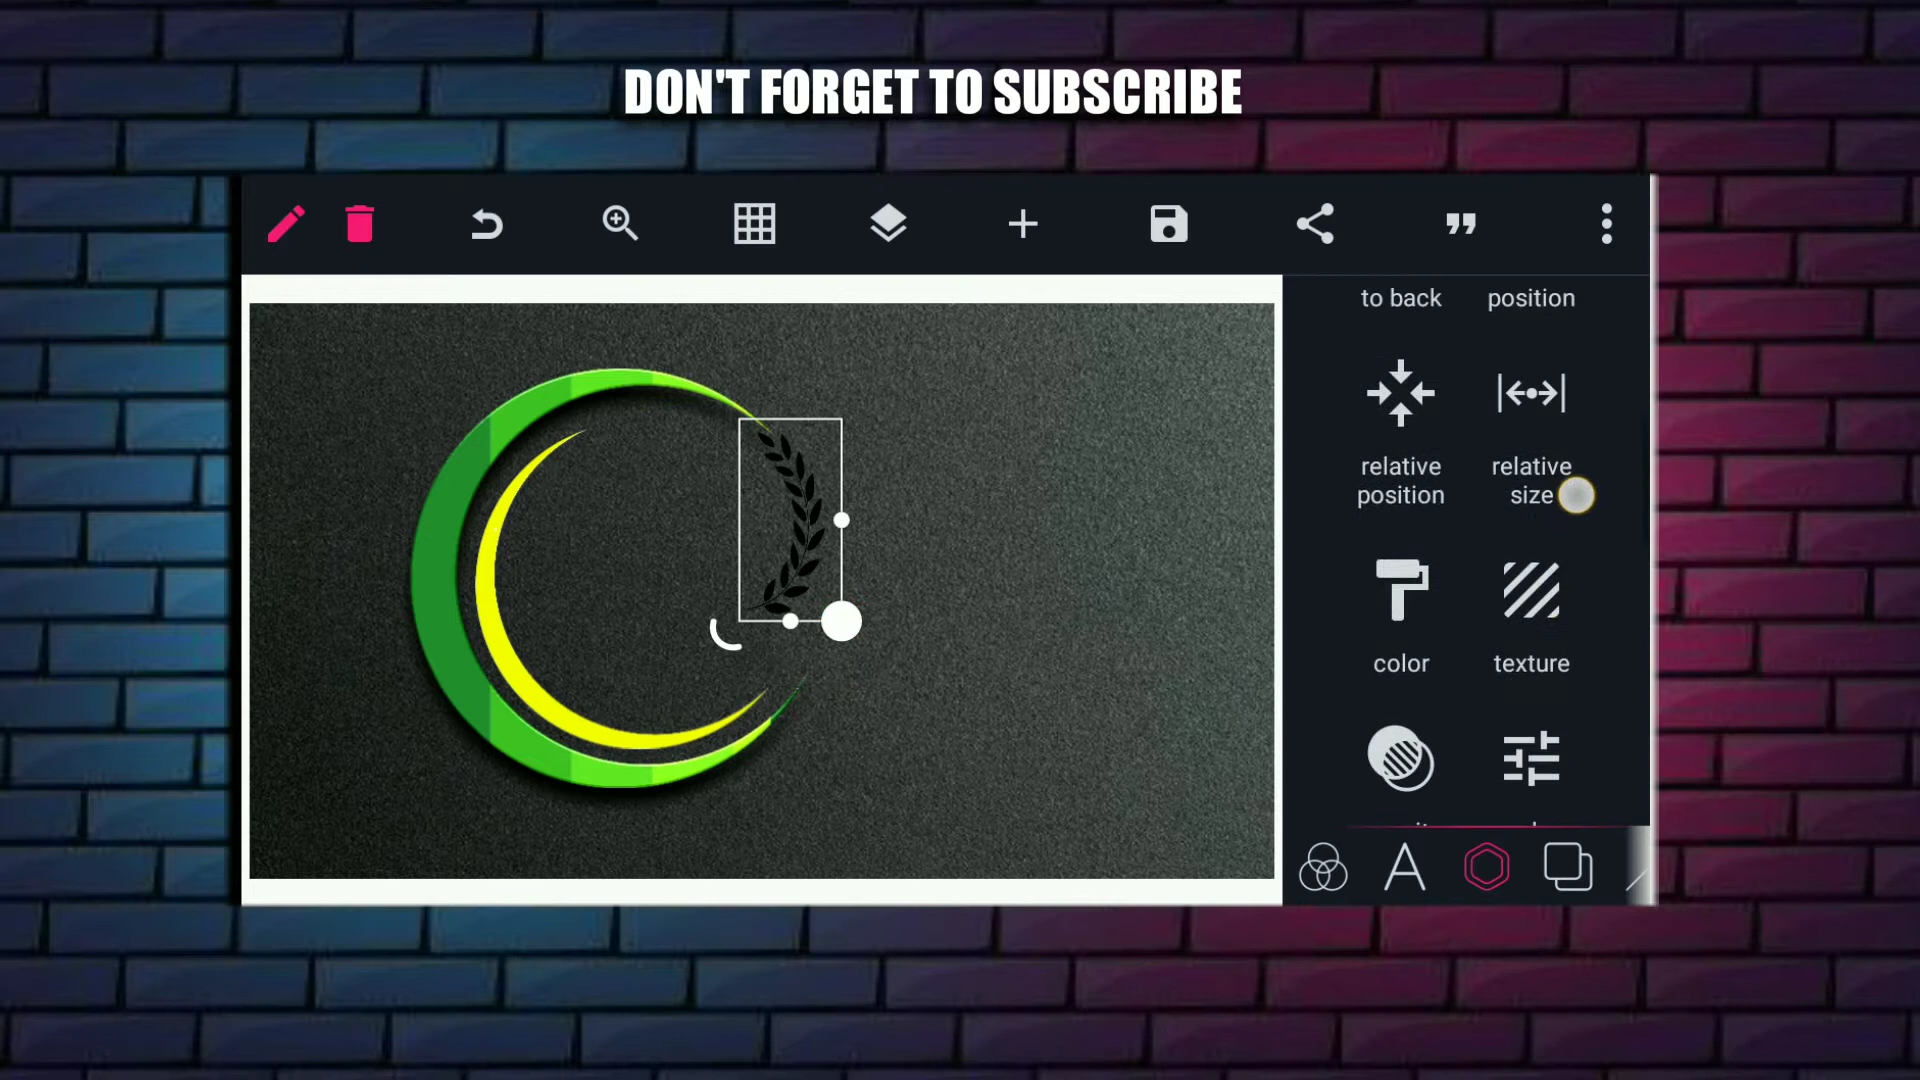 DON'T FORGET TO SUBSCRIBE
to back
position
relative
position
relative
size
color
texture